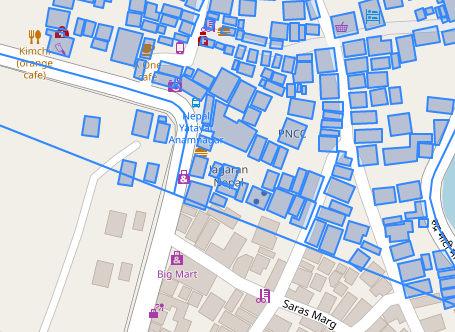 Kimchi
(orange
cafe)
One
cafe
Nepal
Yatayat
Anamnagar
PNCC
Jagaran
Nepal
Big Mart
Saras Marg